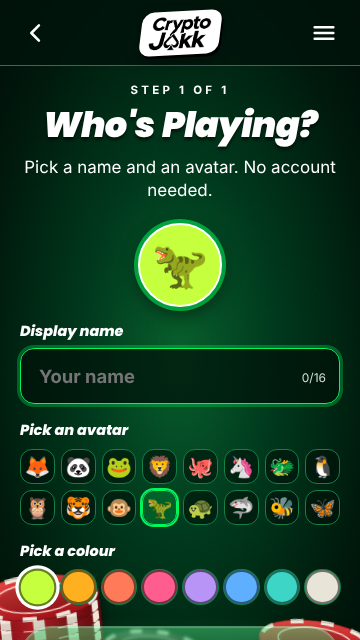 Crypto
Jokk
STEP 1 OF 1
Who's Playing?
Pick a name and an avatar. No account
needed.
Display name
Your name
0/16
Pick an avatar
Pick a colour